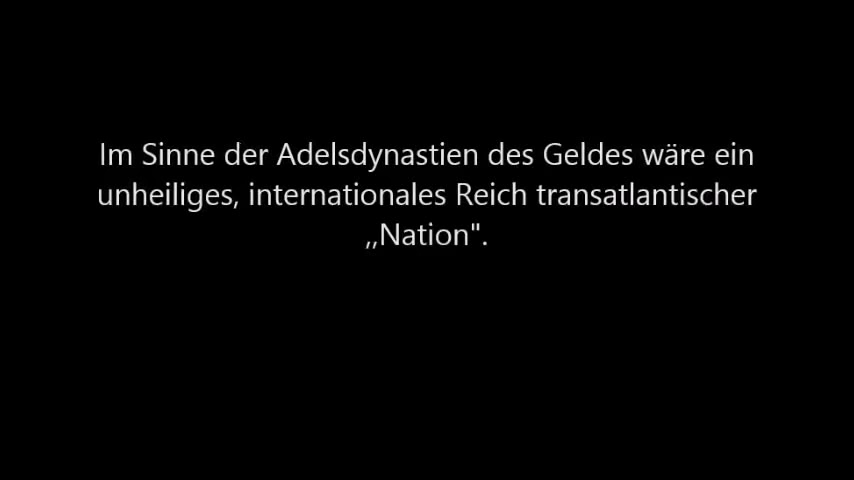 Im Sinne der Adelsdynastien des Geldes wäre ein
unheiliges, internationales Reich transatlantischer
,,Nation".